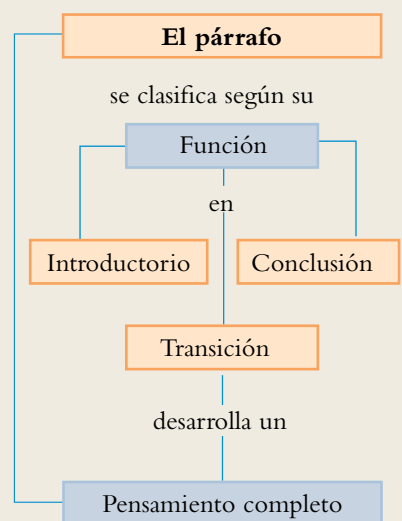 El párrafo
se clasifica según su
Función
en
Introductorio
Conclusión
Transición
desarrolla un
Pensamiento completo